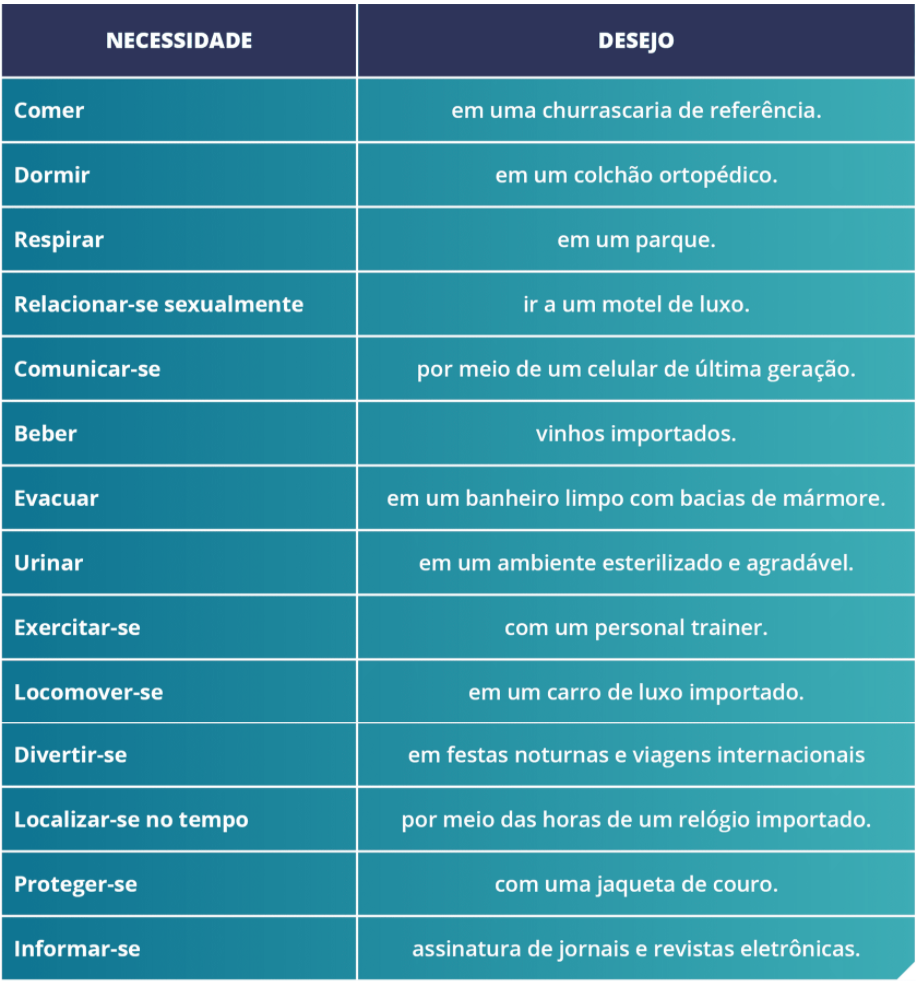 NECESSIDADE DESEJO
Comer em uma churrascaria de referência.
Dormir em um colchão ortopédico.
Respirar em um parque.
Relacionar-se sexualmente ir a um motel de luxo.
Comunicar-se por meio de um celular de última geração.
Beber vinhos importados.
Evacuar em um banheiro limpo com bacias de mármore.
Urinar em um ambiente esterilizado e agradável.
Exercitar-se com um personal trainer.
Locomover-se em um carro de luxo importado.
Divertir-se em festas noturnas e viagens internacionais
Localizar-se no tempo por meio das horas de um relógio importado.
Proteger-se com uma jaqueta de couro.
Informar-se assinatura de jornais e revistas eletrônicas.